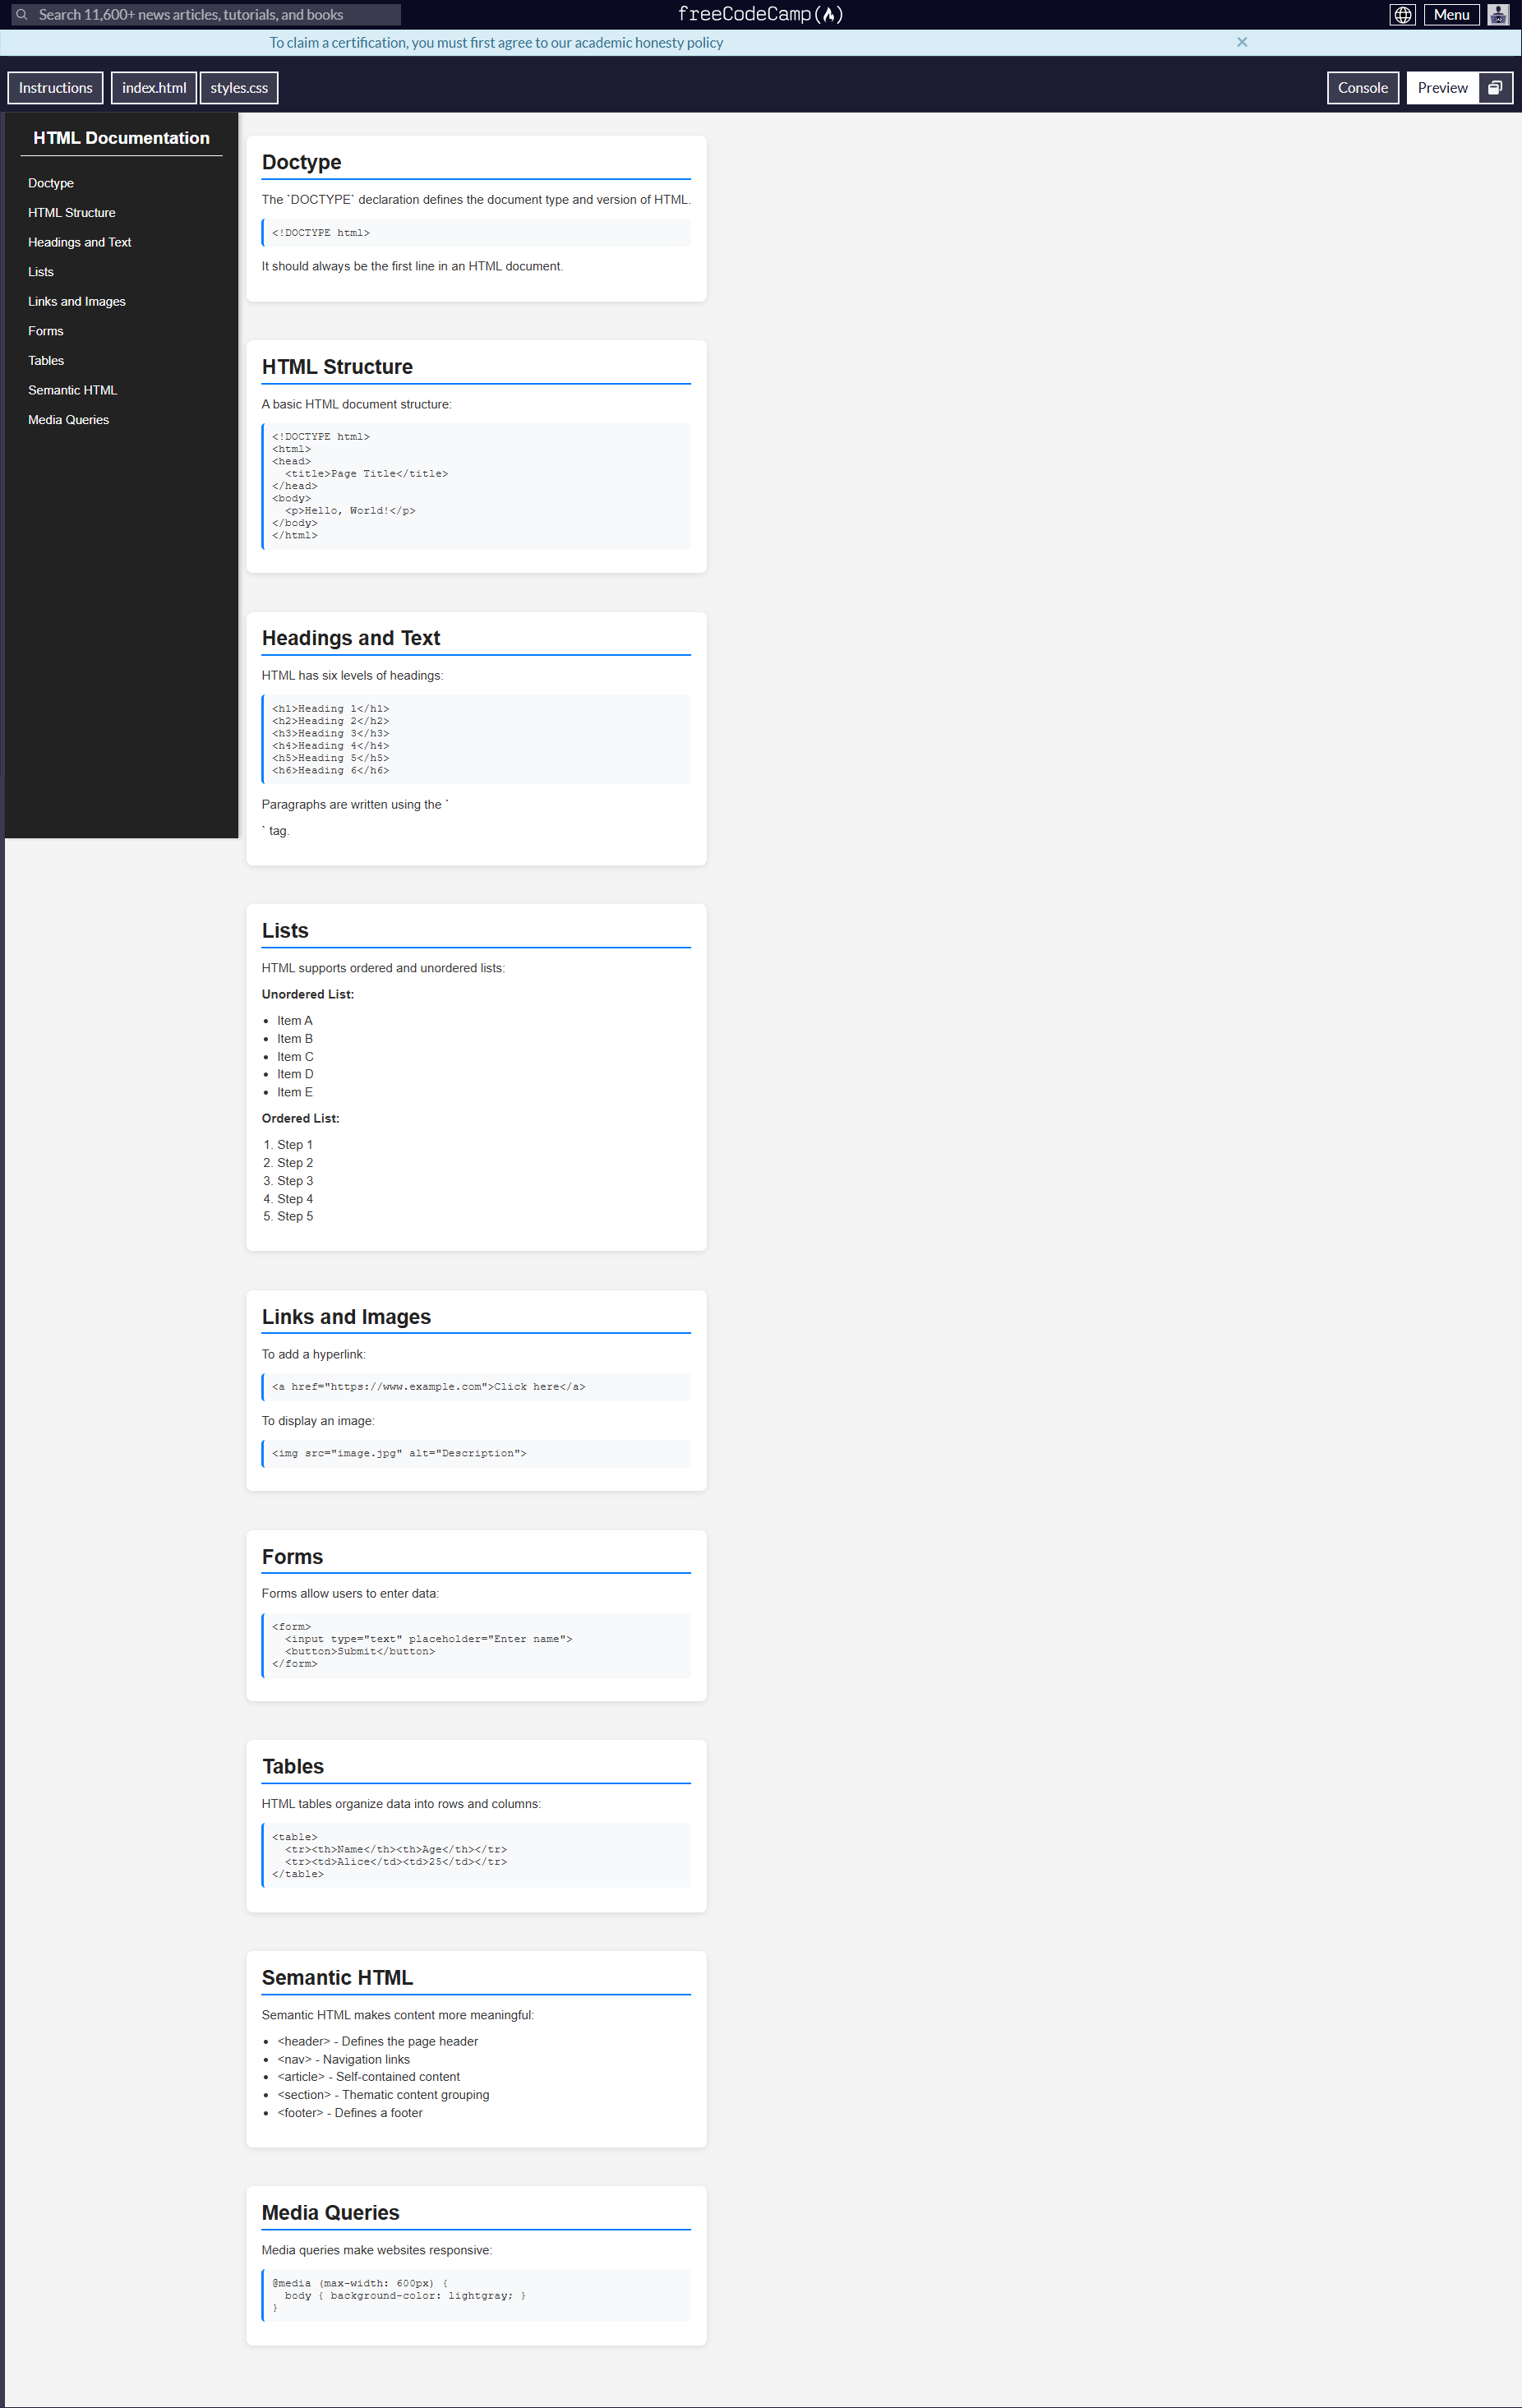 Search 11,600+ news articles, tutorials, and books
freeCodeCamp
Menu
To claim a certification, you must first agree to our academic honesty policy
×
Instructions
index.html
styles.css
Console
Preview
HTML Documentation
Doctype
HTML Structure
Headings and Text
Lists
Links and Images
Forms
Tables
Semantic HTML
Media Queries
Doctype
The `DOCTYPE` declaration defines the document type and version of HTML.
<!DOCTYPE html>
It should always be the first line in an HTML document.
HTML Structure
A basic HTML document structure:
<!DOCTYPE html>
<html>
<head>
  <title>Page Title</title>
</head>
<body>
  <p>Hello, World!</p>
</body>
</html>
Headings and Text
HTML has six levels of headings:
<h1>Heading 1</h1>
<h2>Heading 2</h2>
<h3>Heading 3</h3>
<h4>Heading 4</h4>
<h5>Heading 5</h5>
<h6>Heading 6</h6>
Paragraphs are written using the `
` tag.
Lists
HTML supports ordered and unordered lists:
Unordered List:
• Item A
• Item B
• Item C
• Item D
• Item E
Ordered List:
1. Step 1
2. Step 2
3. Step 3
4. Step 4
5. Step 5
Links and Images
To add a hyperlink:
<a href="https://www.example.com">Click here</a>
To display an image:
<img src="image.jpg" alt="Description">
Forms
Forms allow users to enter data:
<form>
  <input type="text" placeholder="Enter name">
  <button>Submit</button>
</form>
Tables
HTML tables organize data into rows and columns:
<table>
  <tr><th>Name</th><th>Age</th></tr>
  <tr><td>Alice</td><td>25</td></tr>
</table>
Semantic HTML
Semantic HTML makes content more meaningful:
• <header> - Defines the page header
• <nav> - Navigation links
• <article> - Self-contained content
• <section> - Thematic content grouping
• <footer> - Defines a footer
Media Queries
Media queries make websites responsive:
@media (max-width: 600px) {
  body { background-color: lightgray; }
}